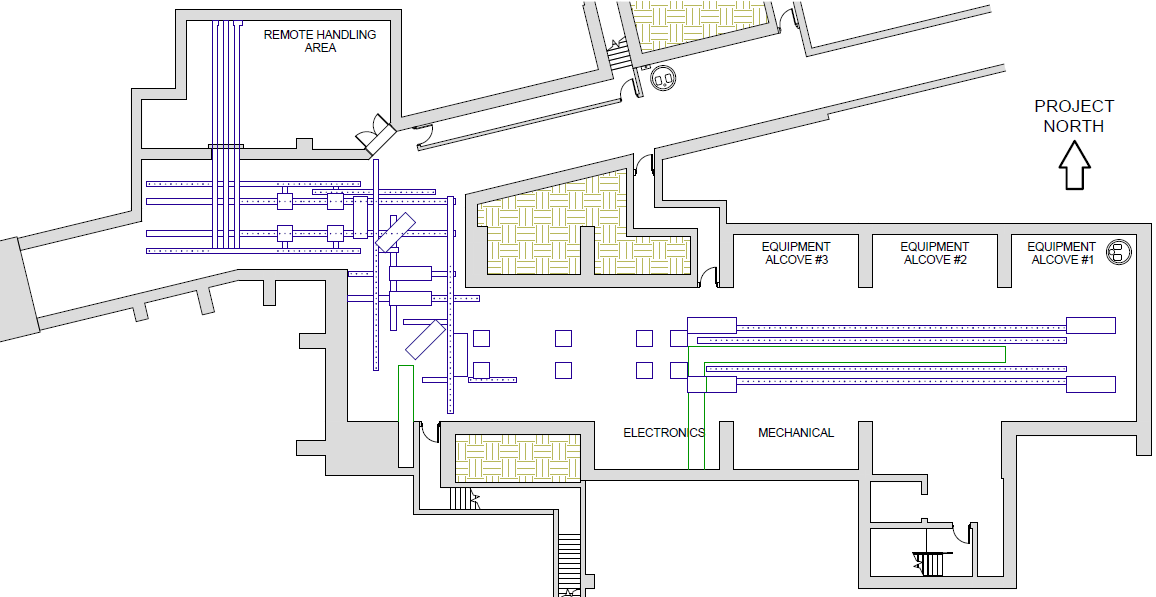 REMOTE HANDLING
AREA
PROJECT
NORTH
EQUIPMENT
ALCOVE #3
EQUIPMENT
ALCOVE #2
EQUIPMENT
ALCOVE #1
ELECTRONICS
MECHANICAL